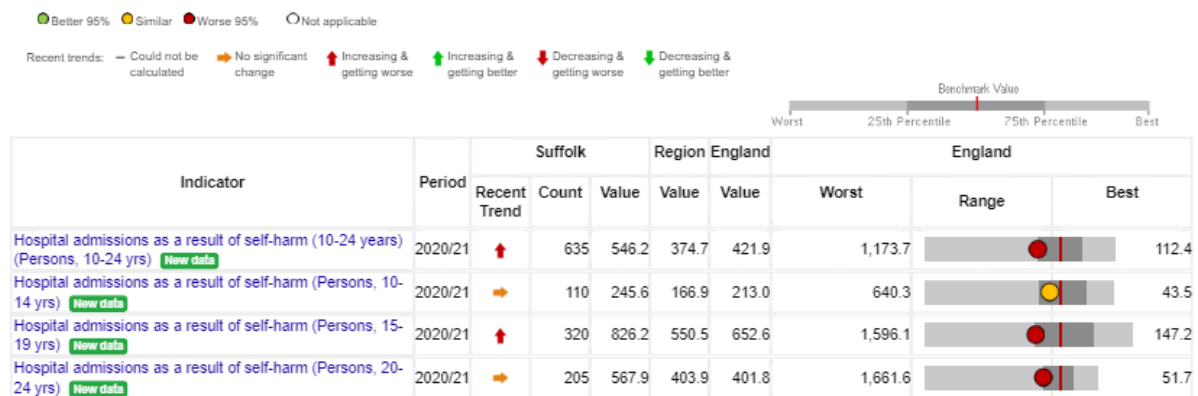 Better 95% Similar Worse 95% Not applicable
Recent trends: – Could not be calculated No significant change Increasing & getting worse Increasing & getting better Decreasing & getting worse Decreasing & getting better
Benchmark Value
Worst 25th Percentile 75th Percentile Best
Indicator Period Suffolk Region England England
Recent Trend Count Value Value Value Worst Range Best
Hospital admissions as a result of self-harm (10-24 years)
(Persons, 10-24 yrs) New data 2020/21 635 546.2 374.7 421.9 1,173.7 112.4
Hospital admissions as a result of self-harm (Persons, 10-
14 yrs) New data 2020/21 110 245.6 166.9 213.0 640.3 43.5
Hospital admissions as a result of self-harm (Persons, 15-
19 yrs) New data 2020/21 320 826.2 550.5 652.6 1,596.1 147.2
Hospital admissions as a result of self-harm (Persons, 20-
24 yrs) New data 2020/21 205 567.9 403.9 401.8 1,661.6 51.7